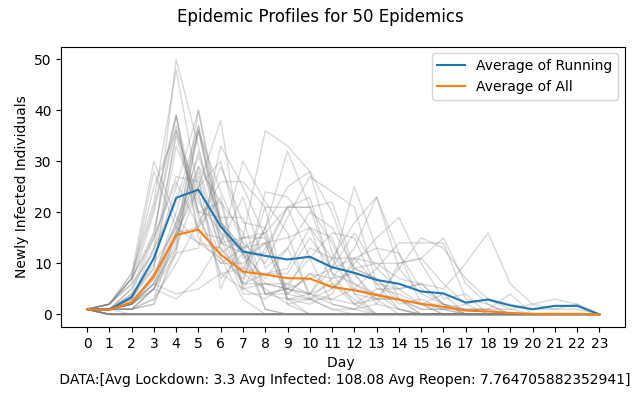 Epidemic Profiles for 50 Epidemics
50
40
30
20
10
0
Newly Infected Individuals
Average of Running
Average of All
0 1 2 3 4 5 6 7 8 9 10 11 12 13 14 15 16 17 18 19 20 21 22 23
Day
DATA:[Avg Lockdown: 3.3 Avg Infected: 108.08 Avg Reopen: 7.764705882352941]